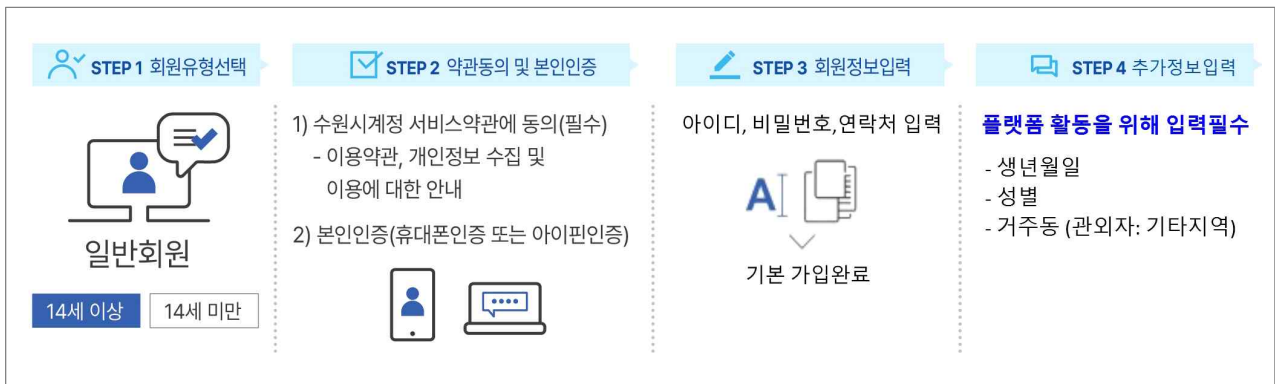 STEP 1 회원유형선택
일반회원
14세 이상
14세 미만
STEP 2 약관동의 및 본인인증
1) 수원시계정 서비스약관에 동의(필수)
- 이용약관, 개인정보 수집 및
이용에 대한 안내
2) 본인인증(휴대폰인증 또는 아이핀인증)
STEP 3 회원정보입력
아이디, 비밀번호,연락처 입력
A
기본 가입완료
STEP 4 추가정보입력
플랫폼 활동을 위해 입력필수
- 생년월일
- 성별
- 거주동 (관외자: 기타지역)